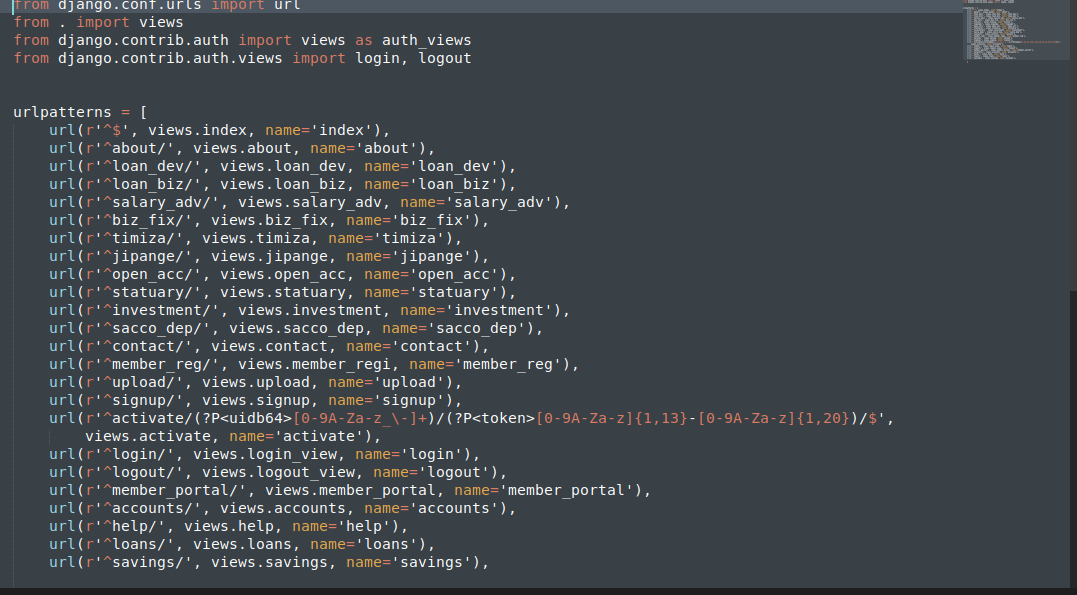 from django.conf.urls import url
from . import views
from django.contrib.auth import views as auth_views
from django.contrib.auth.views import login, logout
urlpatterns = [
url(r'^$', views.index, name='index'),
url(r'^about/', views.about, name='about'),
url(r'^loan_dev/', views.loan_dev, name='loan_dev'),
url(r'^loan_biz/', views.loan_biz, name='loan_biz'),
url(r'^salary_adv/', views.salary_adv, name='salary_adv'),
url(r'^biz_fix/', views.biz_fix, name='biz_fix'),
url(r'^timiza/', views.timiza, name='timiza'),
url(r'^jipange/', views.jipange, name='jipange'),
url(r'^open_acc/', views.open_acc, name='open_acc'),
url(r'^statuary/', views.statuary, name='statuary'),
url(r'^investment/', views.investment, name='investment'),
url(r'^sacco_dep/', views.sacco_dep, name='sacco_dep'),
url(r'^contact/', views.contact, name='contact'),
url(r'^member_reg/', views.member_regi, name='member_reg'),
url(r'^upload/', views.upload, name='upload'),
url(r'^signup/', views.signup, name='signup'),
url(r'^activate/(?P<uidb64>[0-9A-Za-z_\-]+)/(?P<token>[0-9A-Za-z]{1,13}-[0-9A-Za-z]{1,20})/$',
views.activate, name='activate'),
url(r'^login/', views.login_view, name='login'),
url(r'^logout/', views.logout_view, name='logout'),
url(r'^member_portal/', views.member_portal, name='member_portal'),
url(r'^accounts/', views.accounts, name='accounts'),
url(r'^help/', views.help, name='help'),
url(r'^loans/', views.loans, name='loans'),
url(r'^savings/', views.savings, name='savings'),